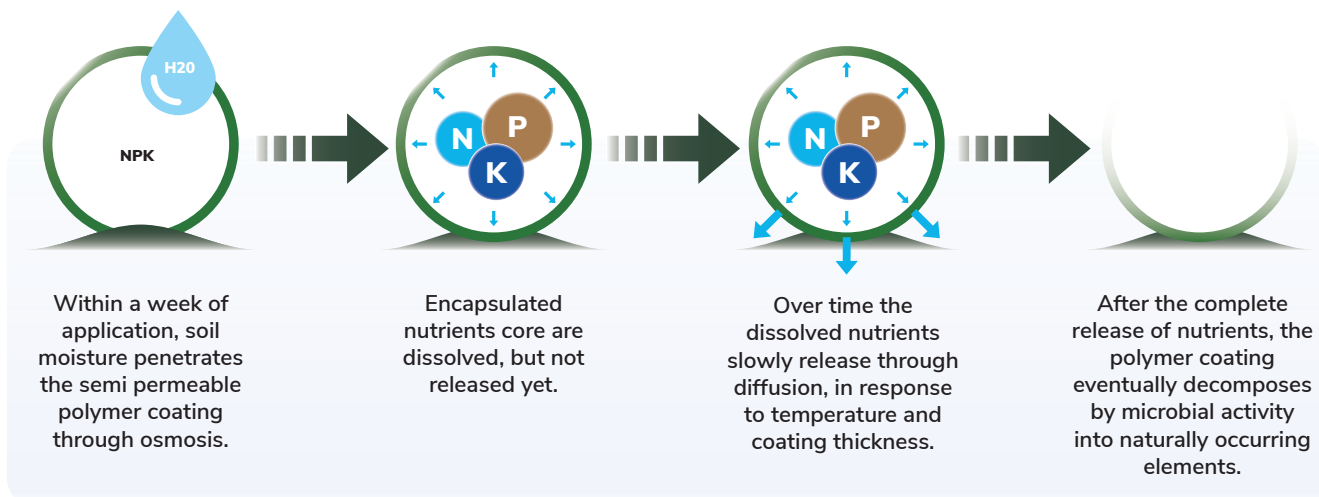 H20
NPK
N
P
K
N
P
K
Within a week of
application, soil
moisture penetrates
the semi permeable
polymer coating
through osmosis.
Encapsulated
nutrients core are
dissolved, but not
released yet.
Over time the
dissolved nutrients
slowly release through
diffusion, in response
to temperature and
coating thickness.
After the complete
release of nutrients, the
polymer coating
eventually decomposes
by microbial activity
into naturally occurring
elements.